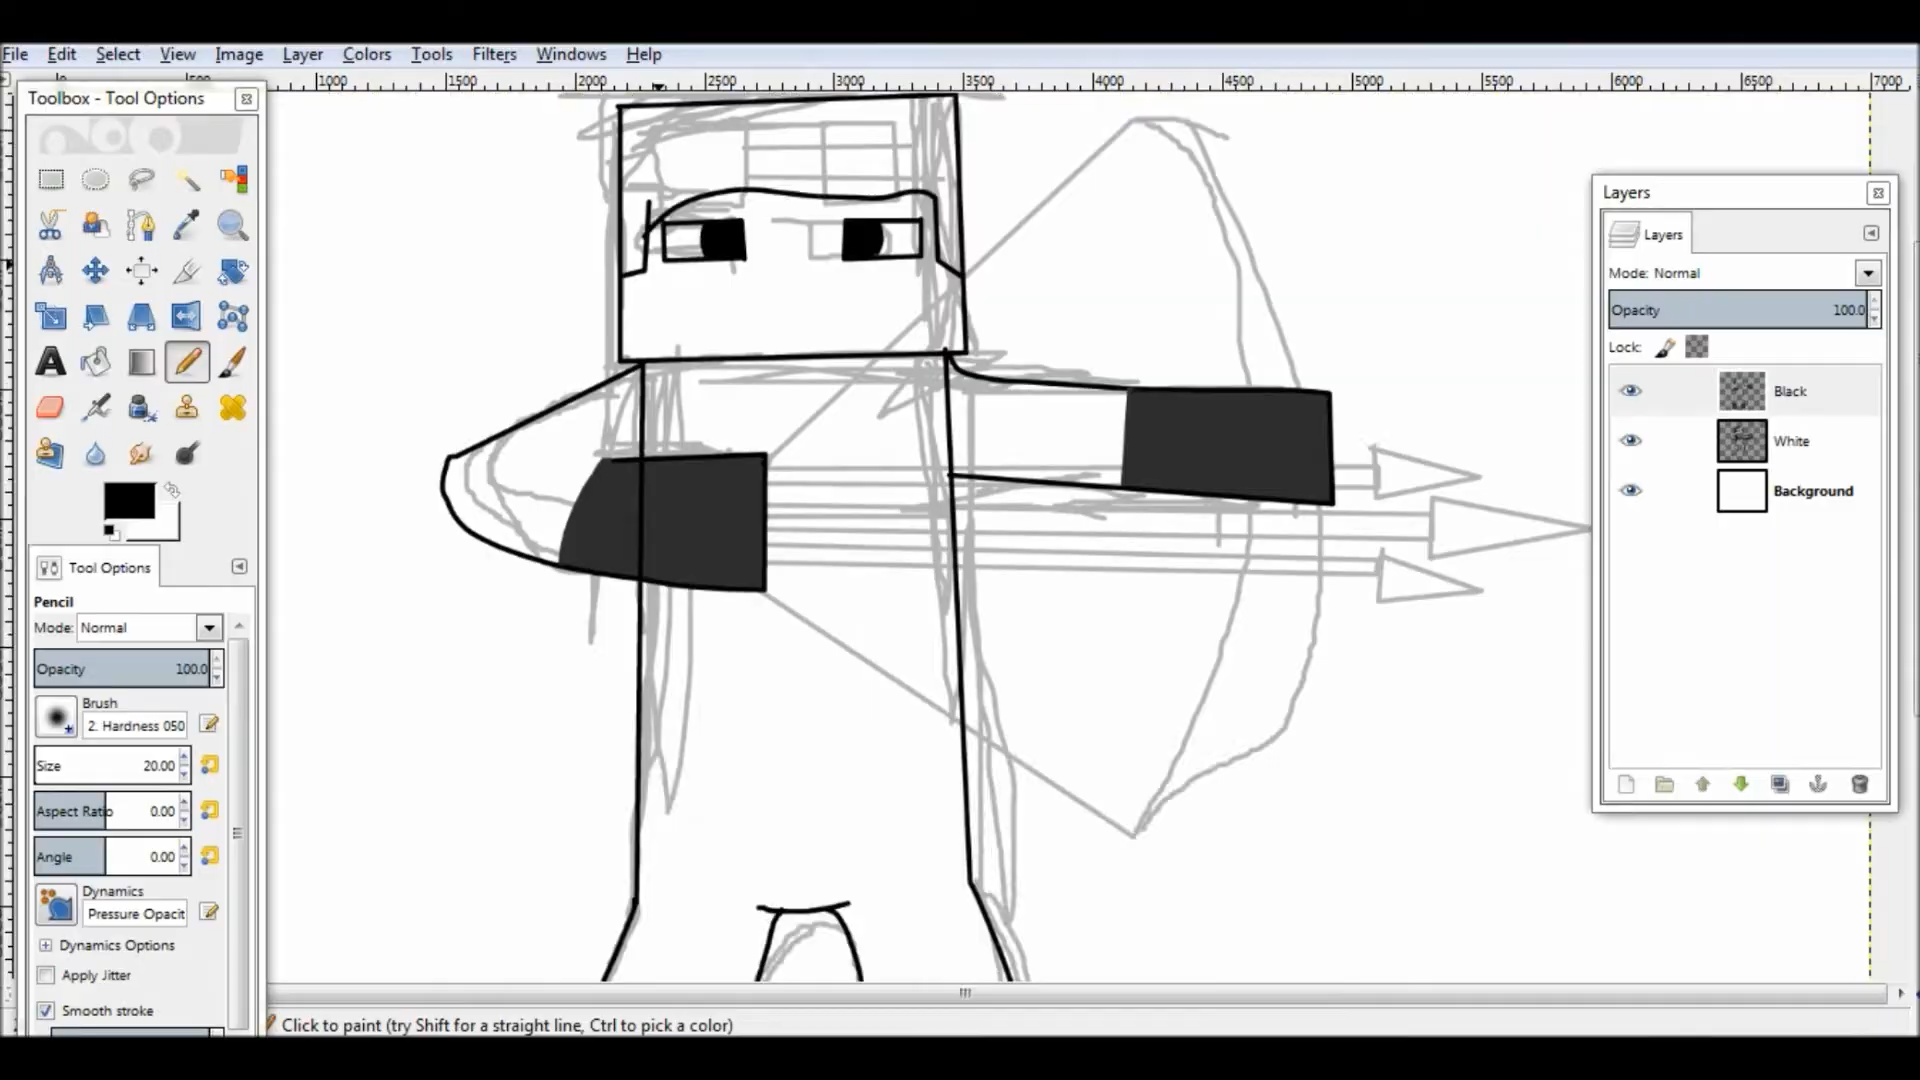 File Edit Select View Image Layer Colors Tools Filters Windows Help
1000 1500 2000 2500 3000 3500 4000 4500 5000 5500 6000 6500 7000
Toolbox - Tool Options
Tool Options
Pencil
Mode: Normal
Opacity 100.0
Brush
2. Hardness 050
Size 20.00
Aspect Ratio 0.00
Angle 0.00
Dynamics
Pressure Opacit
Dynamics Options
Apply Jitter
Smooth stroke
Click to paint (try Shift for a straight line, Ctrl to pick a color)
Layers
Layers
Mode: Normal
Opacity 100.0
Lock:
Black
White
Background